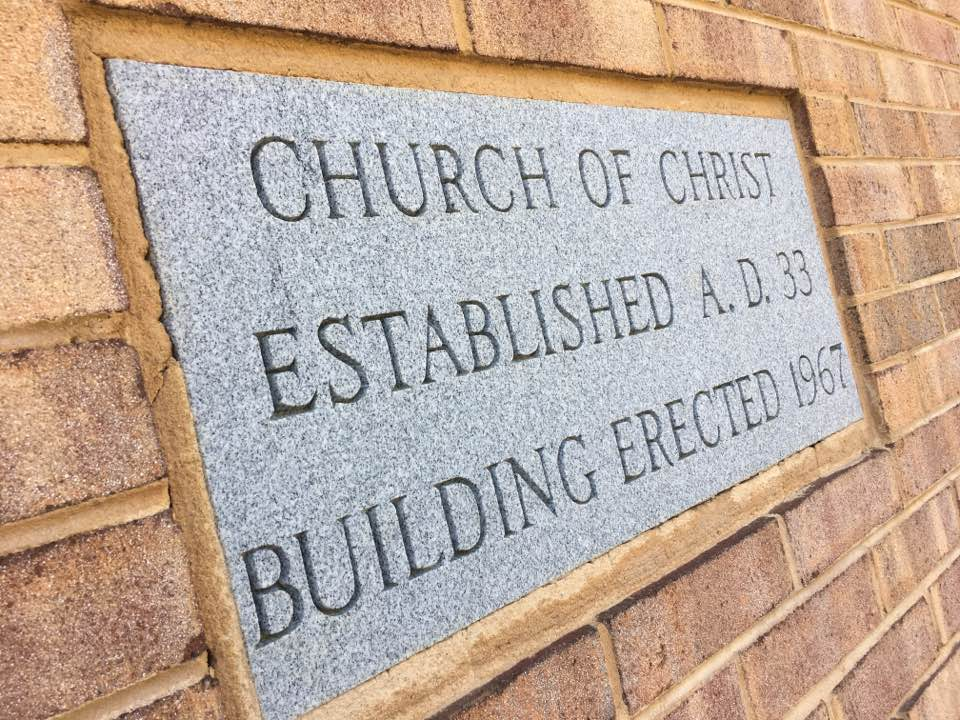 CHURCH OF CHRIST
ESTABLISHED A. D. 33
BUILDING ERECTED 1967